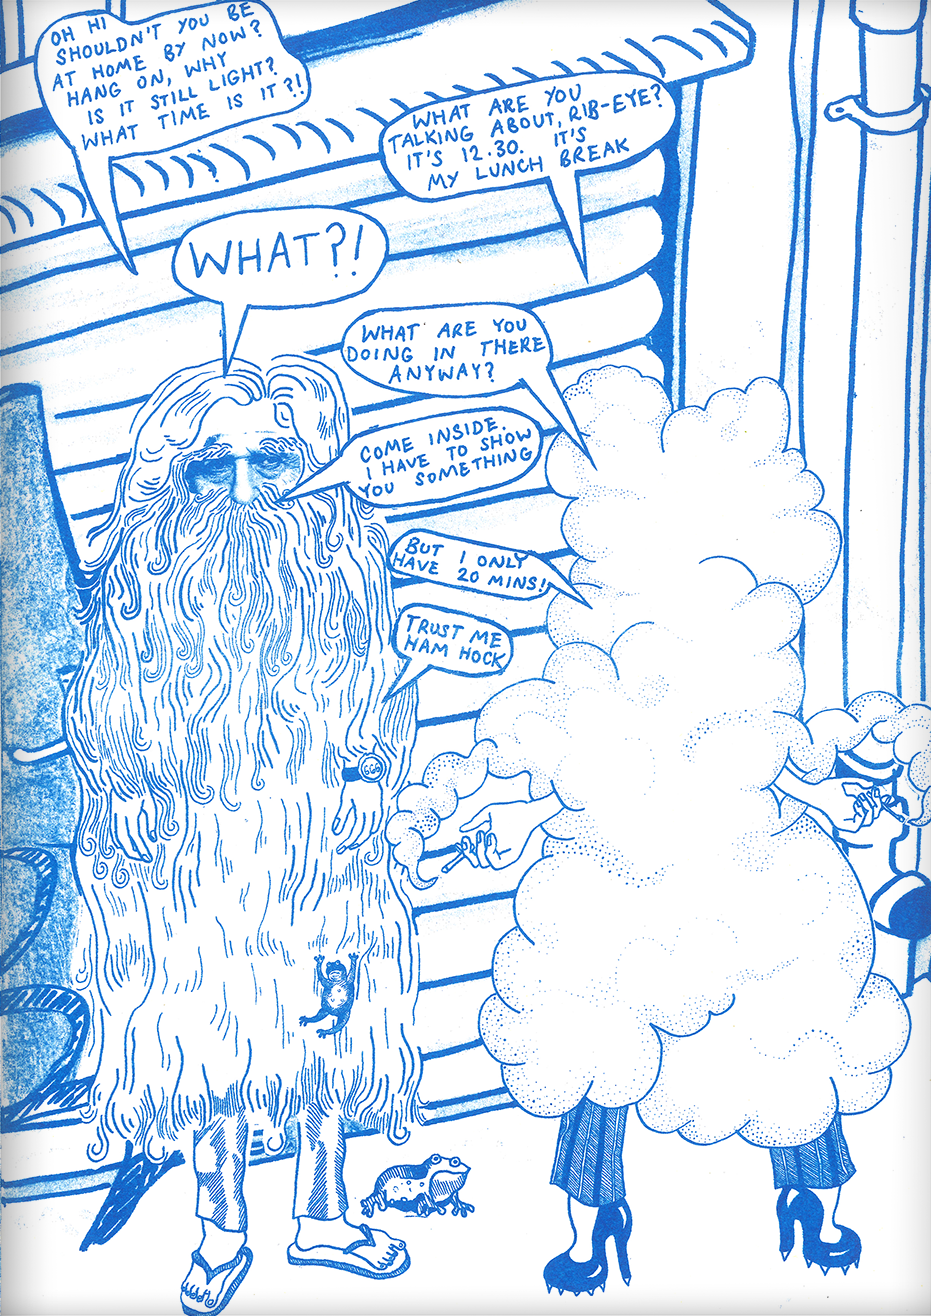 OH HI
SHOULDN'T YOU BE
AT HOME BY NOW?
HANG ON, WHY
IS IT STILL LIGHT?
WHAT TIME IS IT?!
WHAT ARE YOU
TALKING ABOUT, RIB-EYE?
IT'S 12.30. IT'S
MY LUNCH BREAK
WHAT?!
WHAT ARE YOU
DOING IN THERE
ANYWAY?
COME INSIDE.
I HAVE TO SHOW
YOU SOMETHING
BUT I ONLY
HAVE 20 MINS!
TRUST ME
HAM HOCK
666